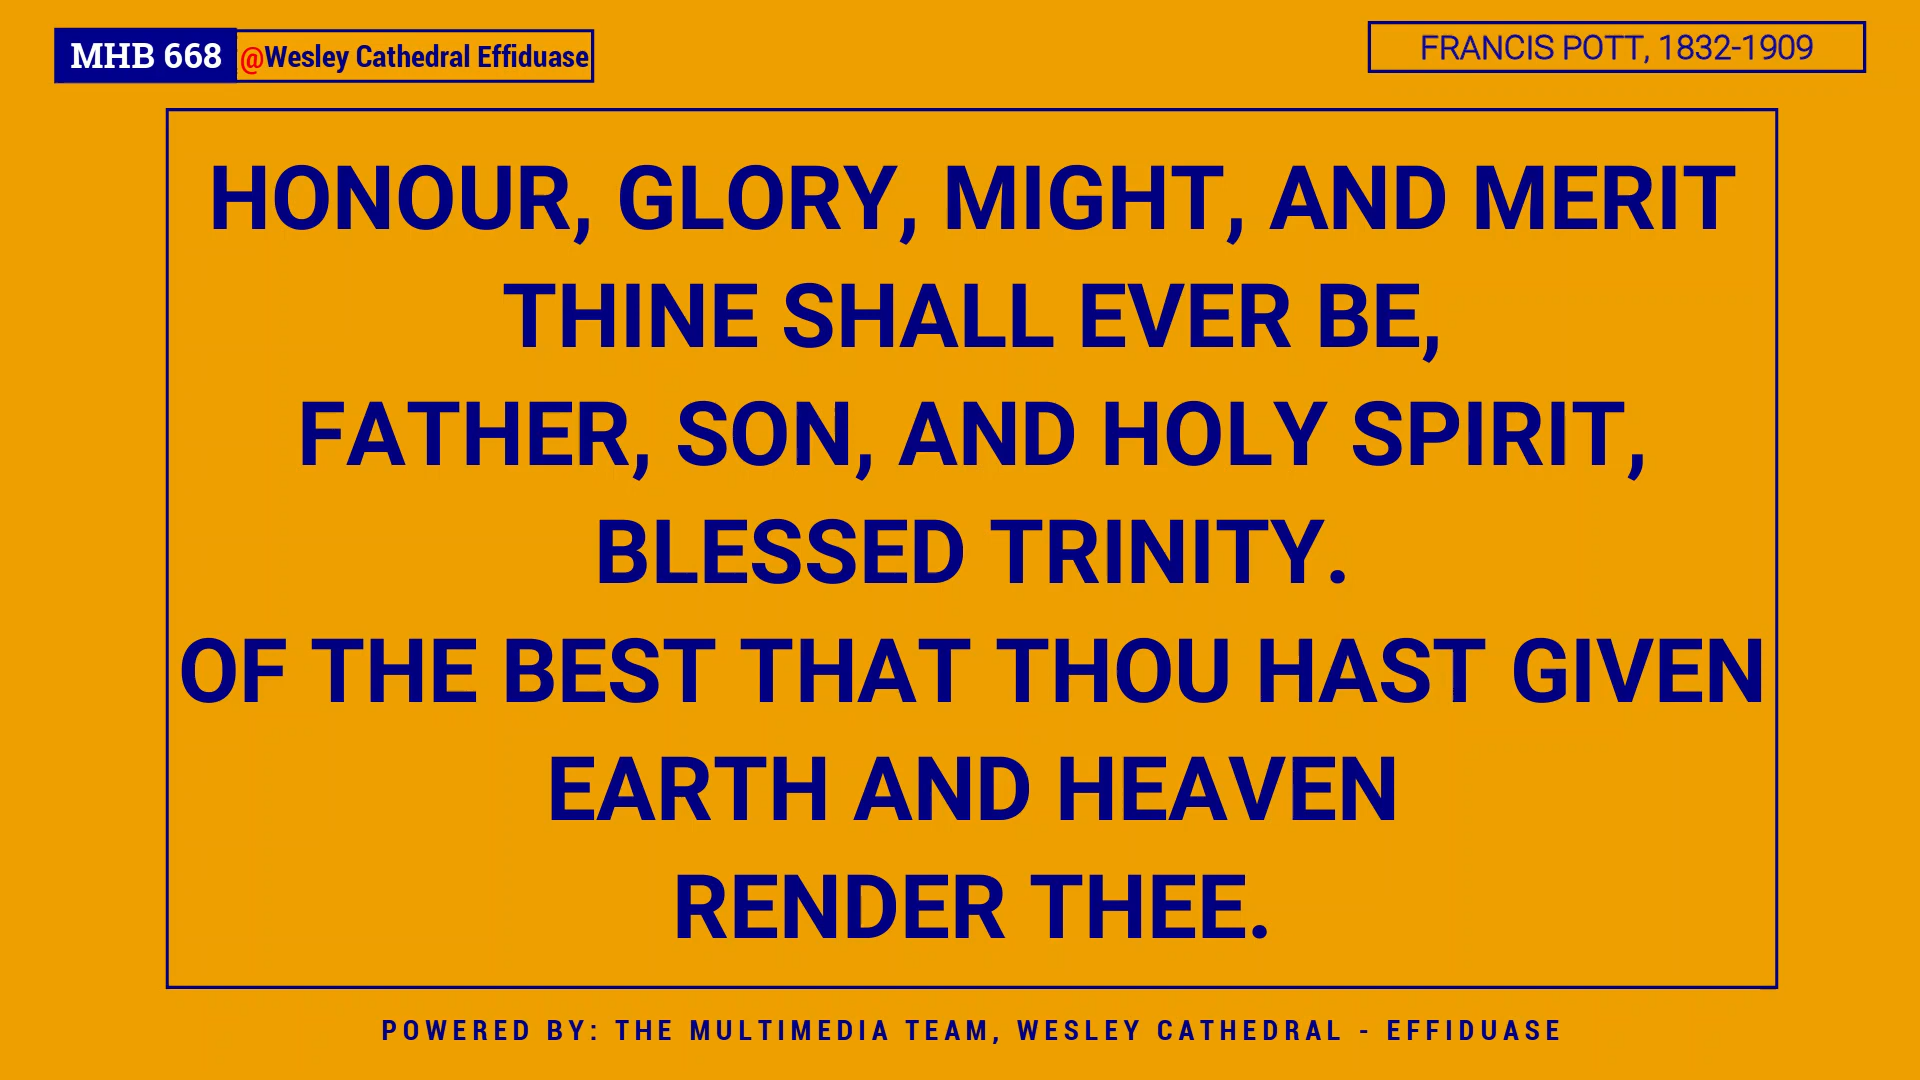 MHB 668 @Wesley Cathedral Effiduase
FRANCIS POTT, 1832-1909
HONOUR, GLORY, MIGHT, AND MERIT
THINE SHALL EVER BE,
FATHER, SON, AND HOLY SPIRIT,
BLESSED TRINITY.
OF THE BEST THAT THOU HAST GIVEN
EARTH AND HEAVEN
RENDER THEE.
POWERED BY: THE MULTIMEDIA TEAM, WESLEY CATHEDRAL - EFFIDUASE